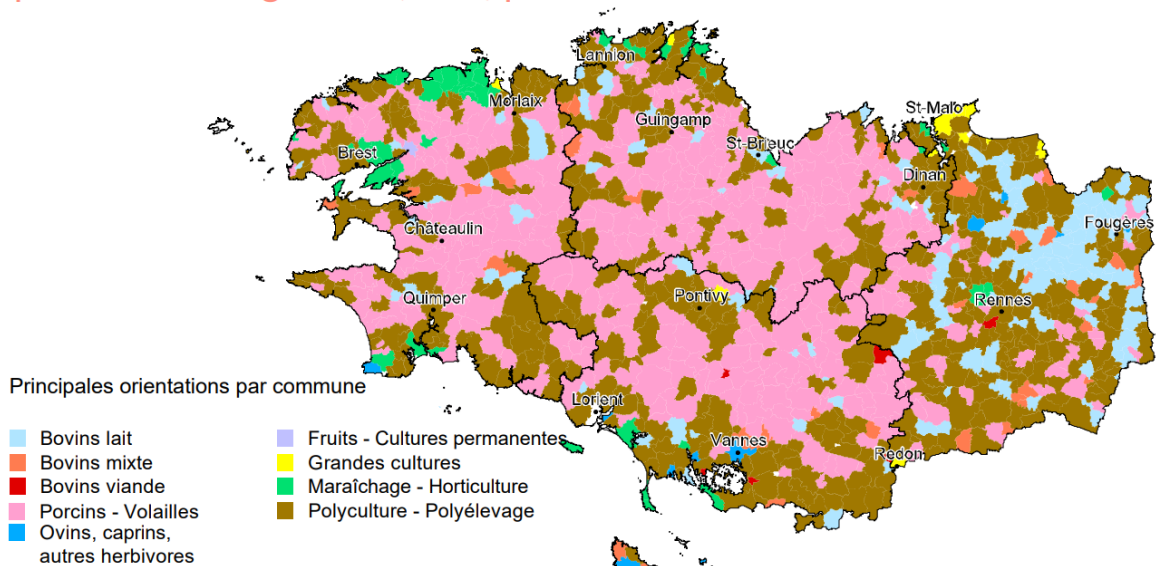 Lannion
Morlaix
Guingamp
St-Malo
St-Brieuc
Brest
Dinan
Fougères
Châteaulin
Quimper
Pontivy
Rennes
Principales orientations par commune
Lorient
Vannes
Redon
Bovins lait
Bovins mixte
Bovins viande
Porcins - Volailles
Ovins, caprins,
autres herbivores
Fruits - Cultures permanentes
Grandes cultures
Maraîchage - Horticulture
Polyculture - Polyélevage